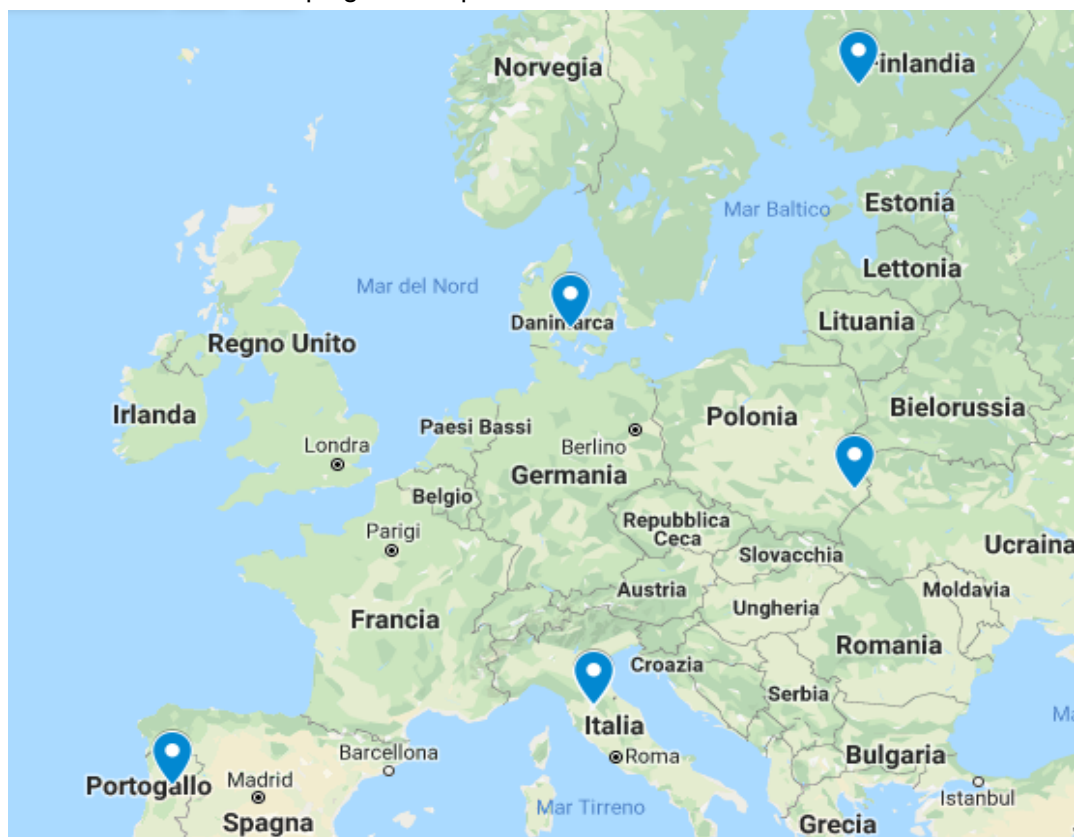 Norvegia
Finlandia
Mar Baltico
Estonia
Lettonia
Mar del Nord
Danimarca
Lituania
Regno Unito
Irlanda
Paesi Bassi
Polonia
Bielorussia
Londra
Berlino
Germania
Belgio
Repubblica
Ceca
Parigi
Slovacchia
Ucraina
Austria
Ungheria
Moldavia
Francia
Romania
Croazia
Serbia
Italia
Ma
Barcellona
Roma
Bulgaria
Portogallo
Madrid
Istanbul
Mar Tirreno
Spagna
Grecia